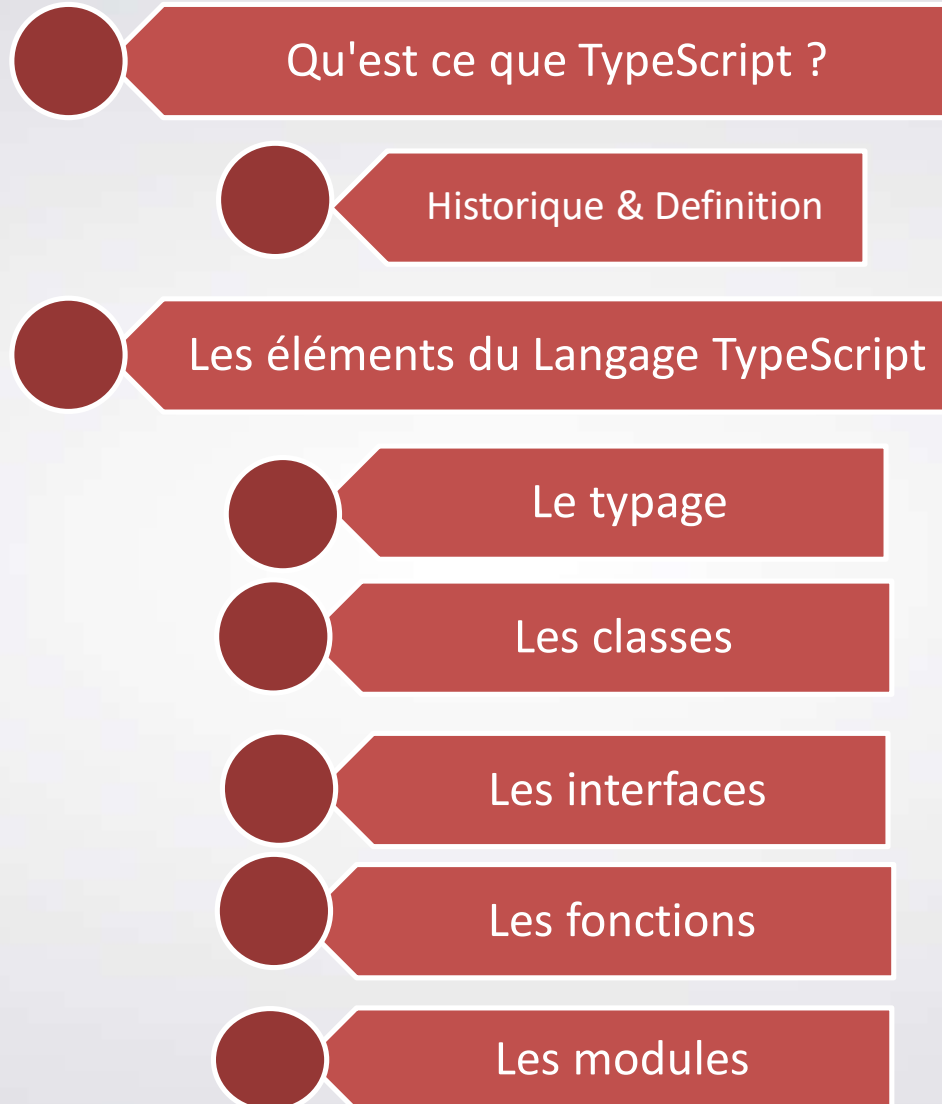 Qu'est ce que TypeScript ?
Historique & Definition
Les éléments du Langage TypeScript
Le typage
Les classes
Les interfaces
Les fonctions
Les modules